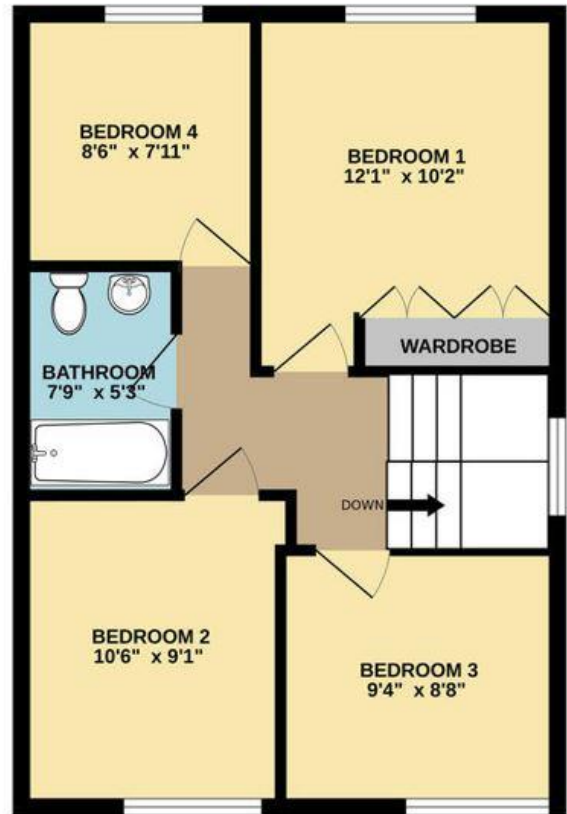 BEDROOM 4
8'6" x 7'11"
BEDROOM 1
12'1" x 10'2"
WARDROBE
BATHROOM
7'9" x 5'3"
DOWN
BEDROOM 2
10'6" x 9'1"
BEDROOM 3
9'4" x 8'8"